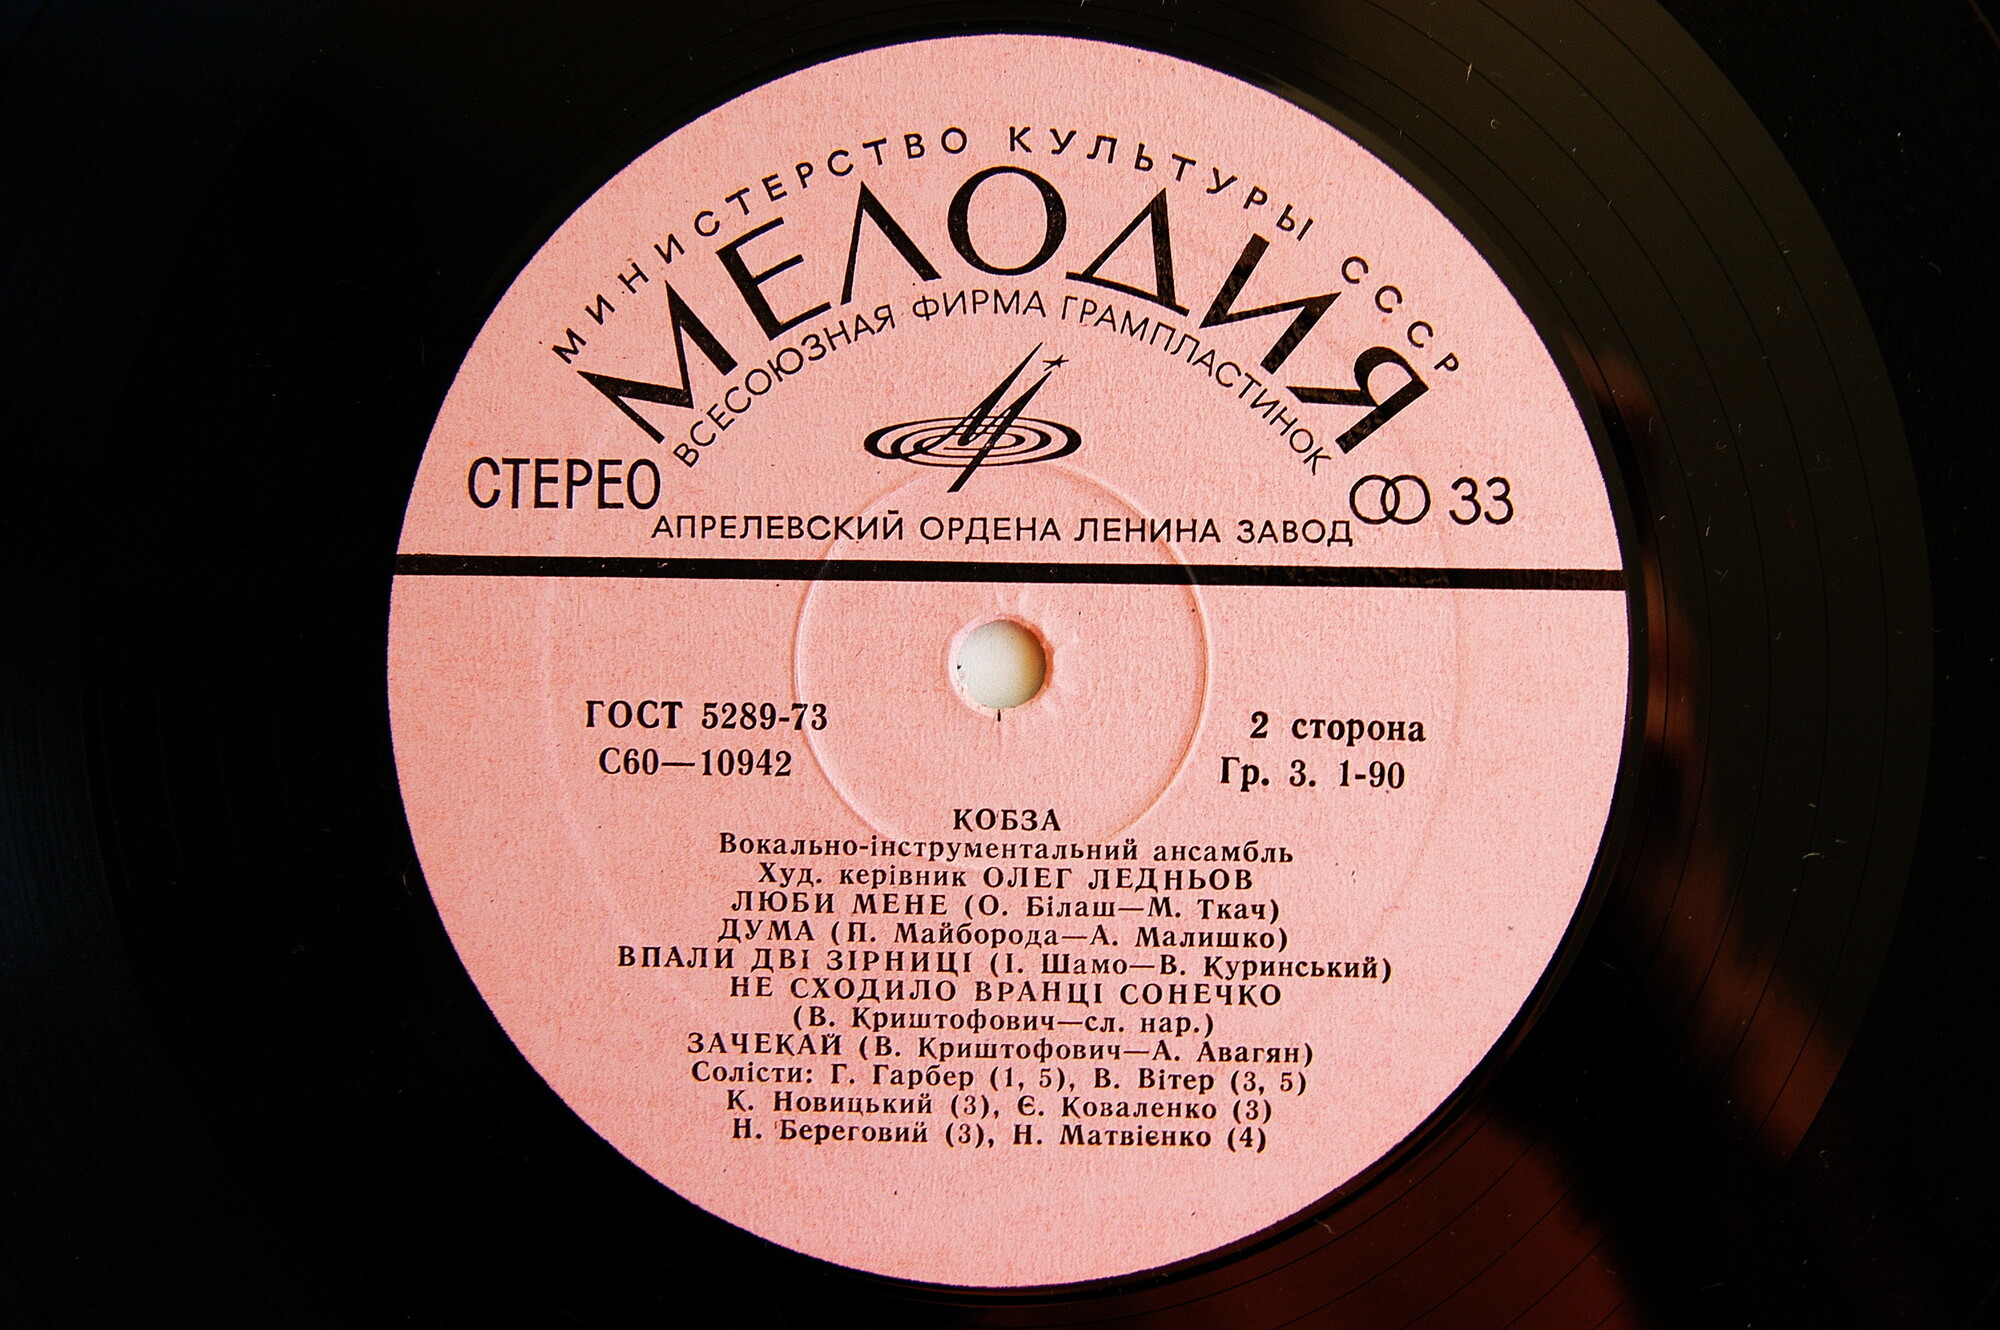 МИНИСТЕРСТВО КУЛЬТУРЫ СССР
МЕЛОДИЯ
ВСЕСОЮЗНАЯ ФИРМА ГРАМПЛАСТИНОК
СТЕРЕО
33
АПРЕЛЕВСКИЙ ОРДЕНА ЛЕНИНА ЗАВОД
ГОСТ 5289-73
С60—10942
2 сторона
Гр. 3. 1-90
КОБЗА
Вокально-інструментальний ансамбль
Худ. керівник ОЛЕГ ЛЕДНЬОВ
ЛЮБИ МЕНЕ (О. Білаш—М. Ткач)
ДУМА (П. Майборода—А. Малишко)
ВПАЛИ ДВІ ЗІРНИЦІ (І. Шамо—В. Куринський)
НЕ СХОДИЛО ВРАНЦІ СОНЕЧКО
(В. Криштофович—сл. нар.)
ЗАЧЕКАЙ (В. Криштофович—А. Авагян)
Солісти: Г. Гарбер (1, 5), В. Вітер (3, 5)
К. Новицький (3), Є. Коваленко (3)
Н. Береговий (3), Н. Матвієнко (4)